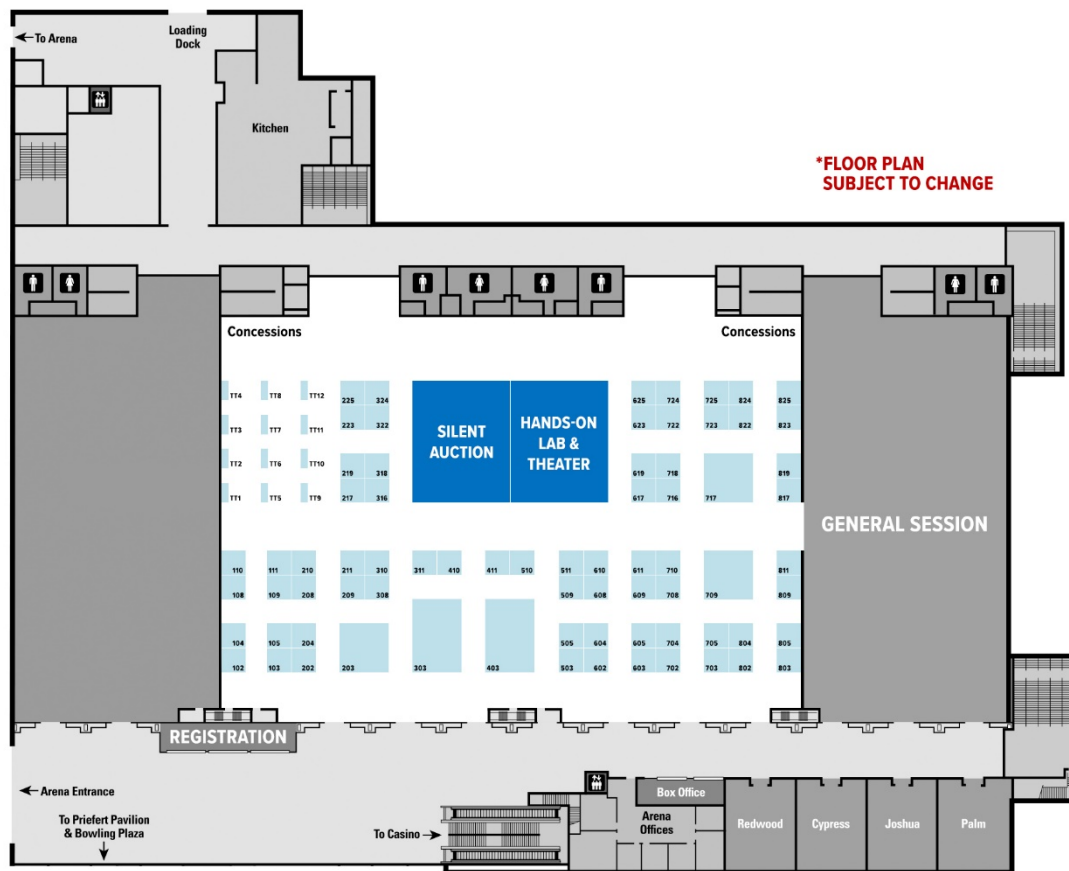 To Arena
Loading
Dock
Kitchen
*FLOOR PLAN
SUBJECT TO CHANGE
Concessions
Concessions
TT4
TT8
TT12
225
324
625
724
725
824
825
TT3
TT7
TT11
223
322
623
722
723
822
823
SILENT
AUCTION
HANDS-ON
LAB &
THEATER
TT2
TT6
TT10
219
318
619
718
819
TT1
TT5
TT9
217
316
617
716
717
817
GENERAL SESSION
110
111
210
211
310
311
410
411
510
511
610
611
710
811
108
109
208
209
308
509
608
609
708
709
809
104
105
204
505
604
605
704
705
804
805
102
103
202
203
303
403
503
602
603
702
703
802
803
REGISTRATION
Arena Entrance
To Priefert Pavilion
& Bowling Plaza
To Casino
Arena
Offices
Box Office
Redwood
Cypress
Joshua
Palm